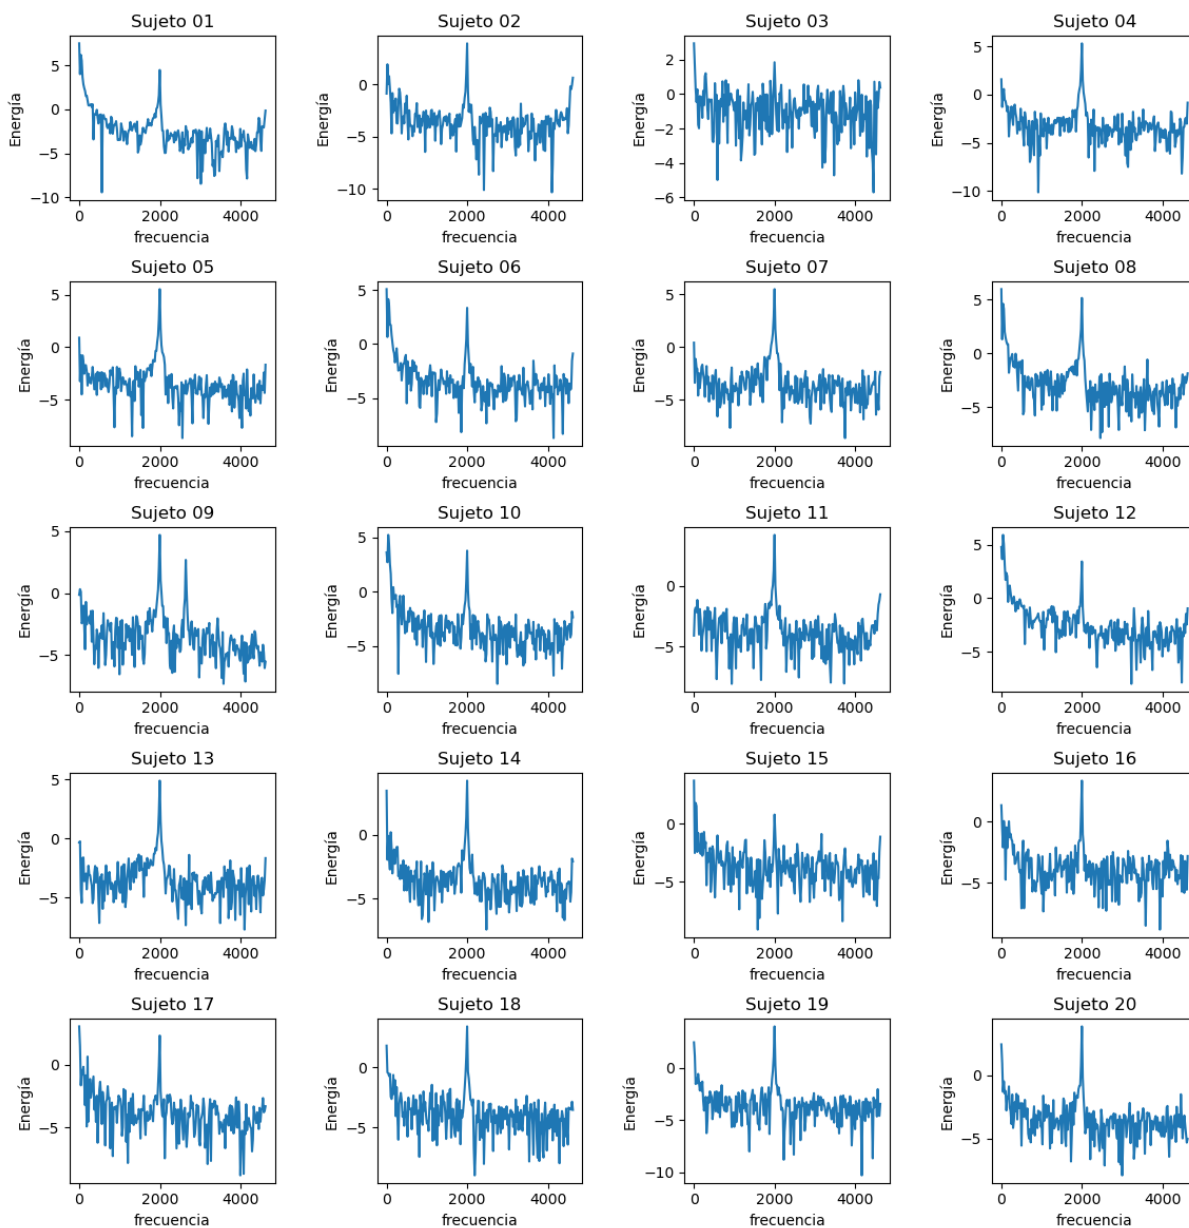 Sujeto 01
Sujeto 02
Sujeto 03
Sujeto 04
Energía
5
0
−5
−10
0 2000 4000
frecuencia
Energía
0
−5
−10
0 2000 4000
frecuencia
Energía
2
0
−2
−4
−6
0 2000 4000
frecuencia
Energía
5
0
−5
−10
0 2000 4000
frecuencia
Sujeto 05
Sujeto 06
Sujeto 07
Sujeto 08
Energía
5
0
−5
0 2000 4000
frecuencia
Energía
5
0
−5
0 2000 4000
frecuencia
Energía
5
0
−5
0 2000 4000
frecuencia
Energía
5
0
−5
0 2000 4000
frecuencia
Sujeto 09
Sujeto 10
Sujeto 11
Sujeto 12
Energía
5
0
−5
0 2000 4000
frecuencia
Energía
5
0
−5
0 2000 4000
frecuencia
Energía
0
−5
0 2000 4000
frecuencia
Energía
5
0
−5
0 2000 4000
frecuencia
Sujeto 13
Sujeto 14
Sujeto 15
Sujeto 16
Energía
5
0
−5
0 2000 4000
frecuencia
Energía
0
−5
0 2000 4000
frecuencia
Energía
0
−5
0 2000 4000
frecuencia
Energía
0
−5
0 2000 4000
frecuencia
Sujeto 17
Sujeto 18
Sujeto 19
Sujeto 20
Energía
0
−5
0 2000 4000
frecuencia
Energía
0
−5
0 2000 4000
frecuencia
Energía
0
−5
−10
0 2000 4000
frecuencia
Energía
0
−5
0 2000 4000
frecuencia